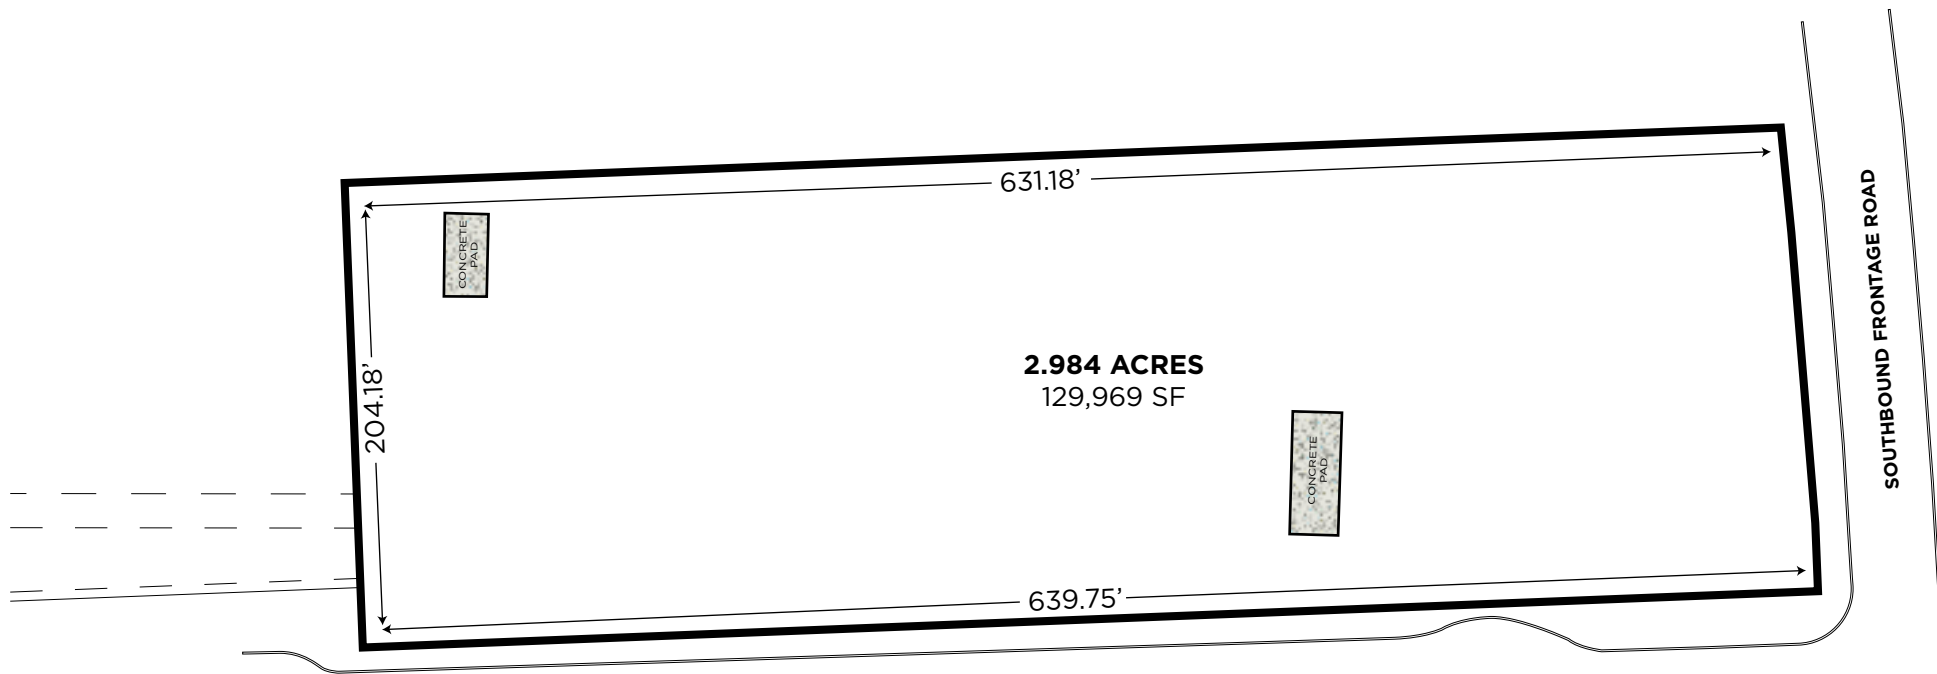 631.18’
CONCRETE
PAD
204.18’
2.984 ACRES
129,969 SF
CONCRETE
PAD
639.75’
SOUTHBOUND FRONTAGE ROAD